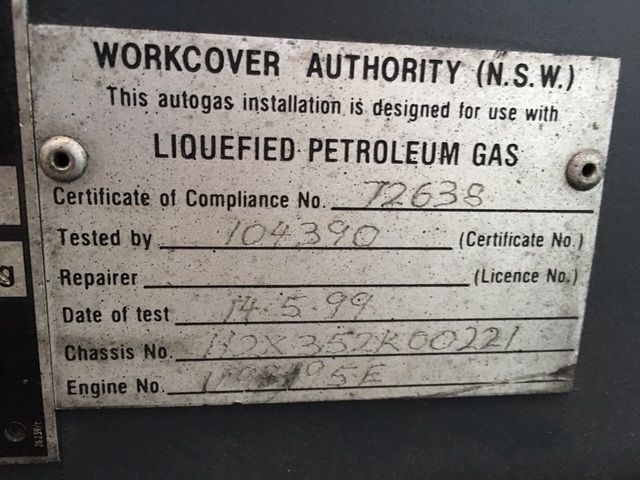 WORKCOVER AUTHORITY (N.S.W.)
This autogas installation is designed for use with
LIQUEFIED PETROLEUM GAS
Certificate of Compliance No. 72638
Tested by 104390 (Certificate No.)
Repairer (Licence No.)
Date of test 14.5.99
Chassis No. H2X352K00221
Engine No.
g